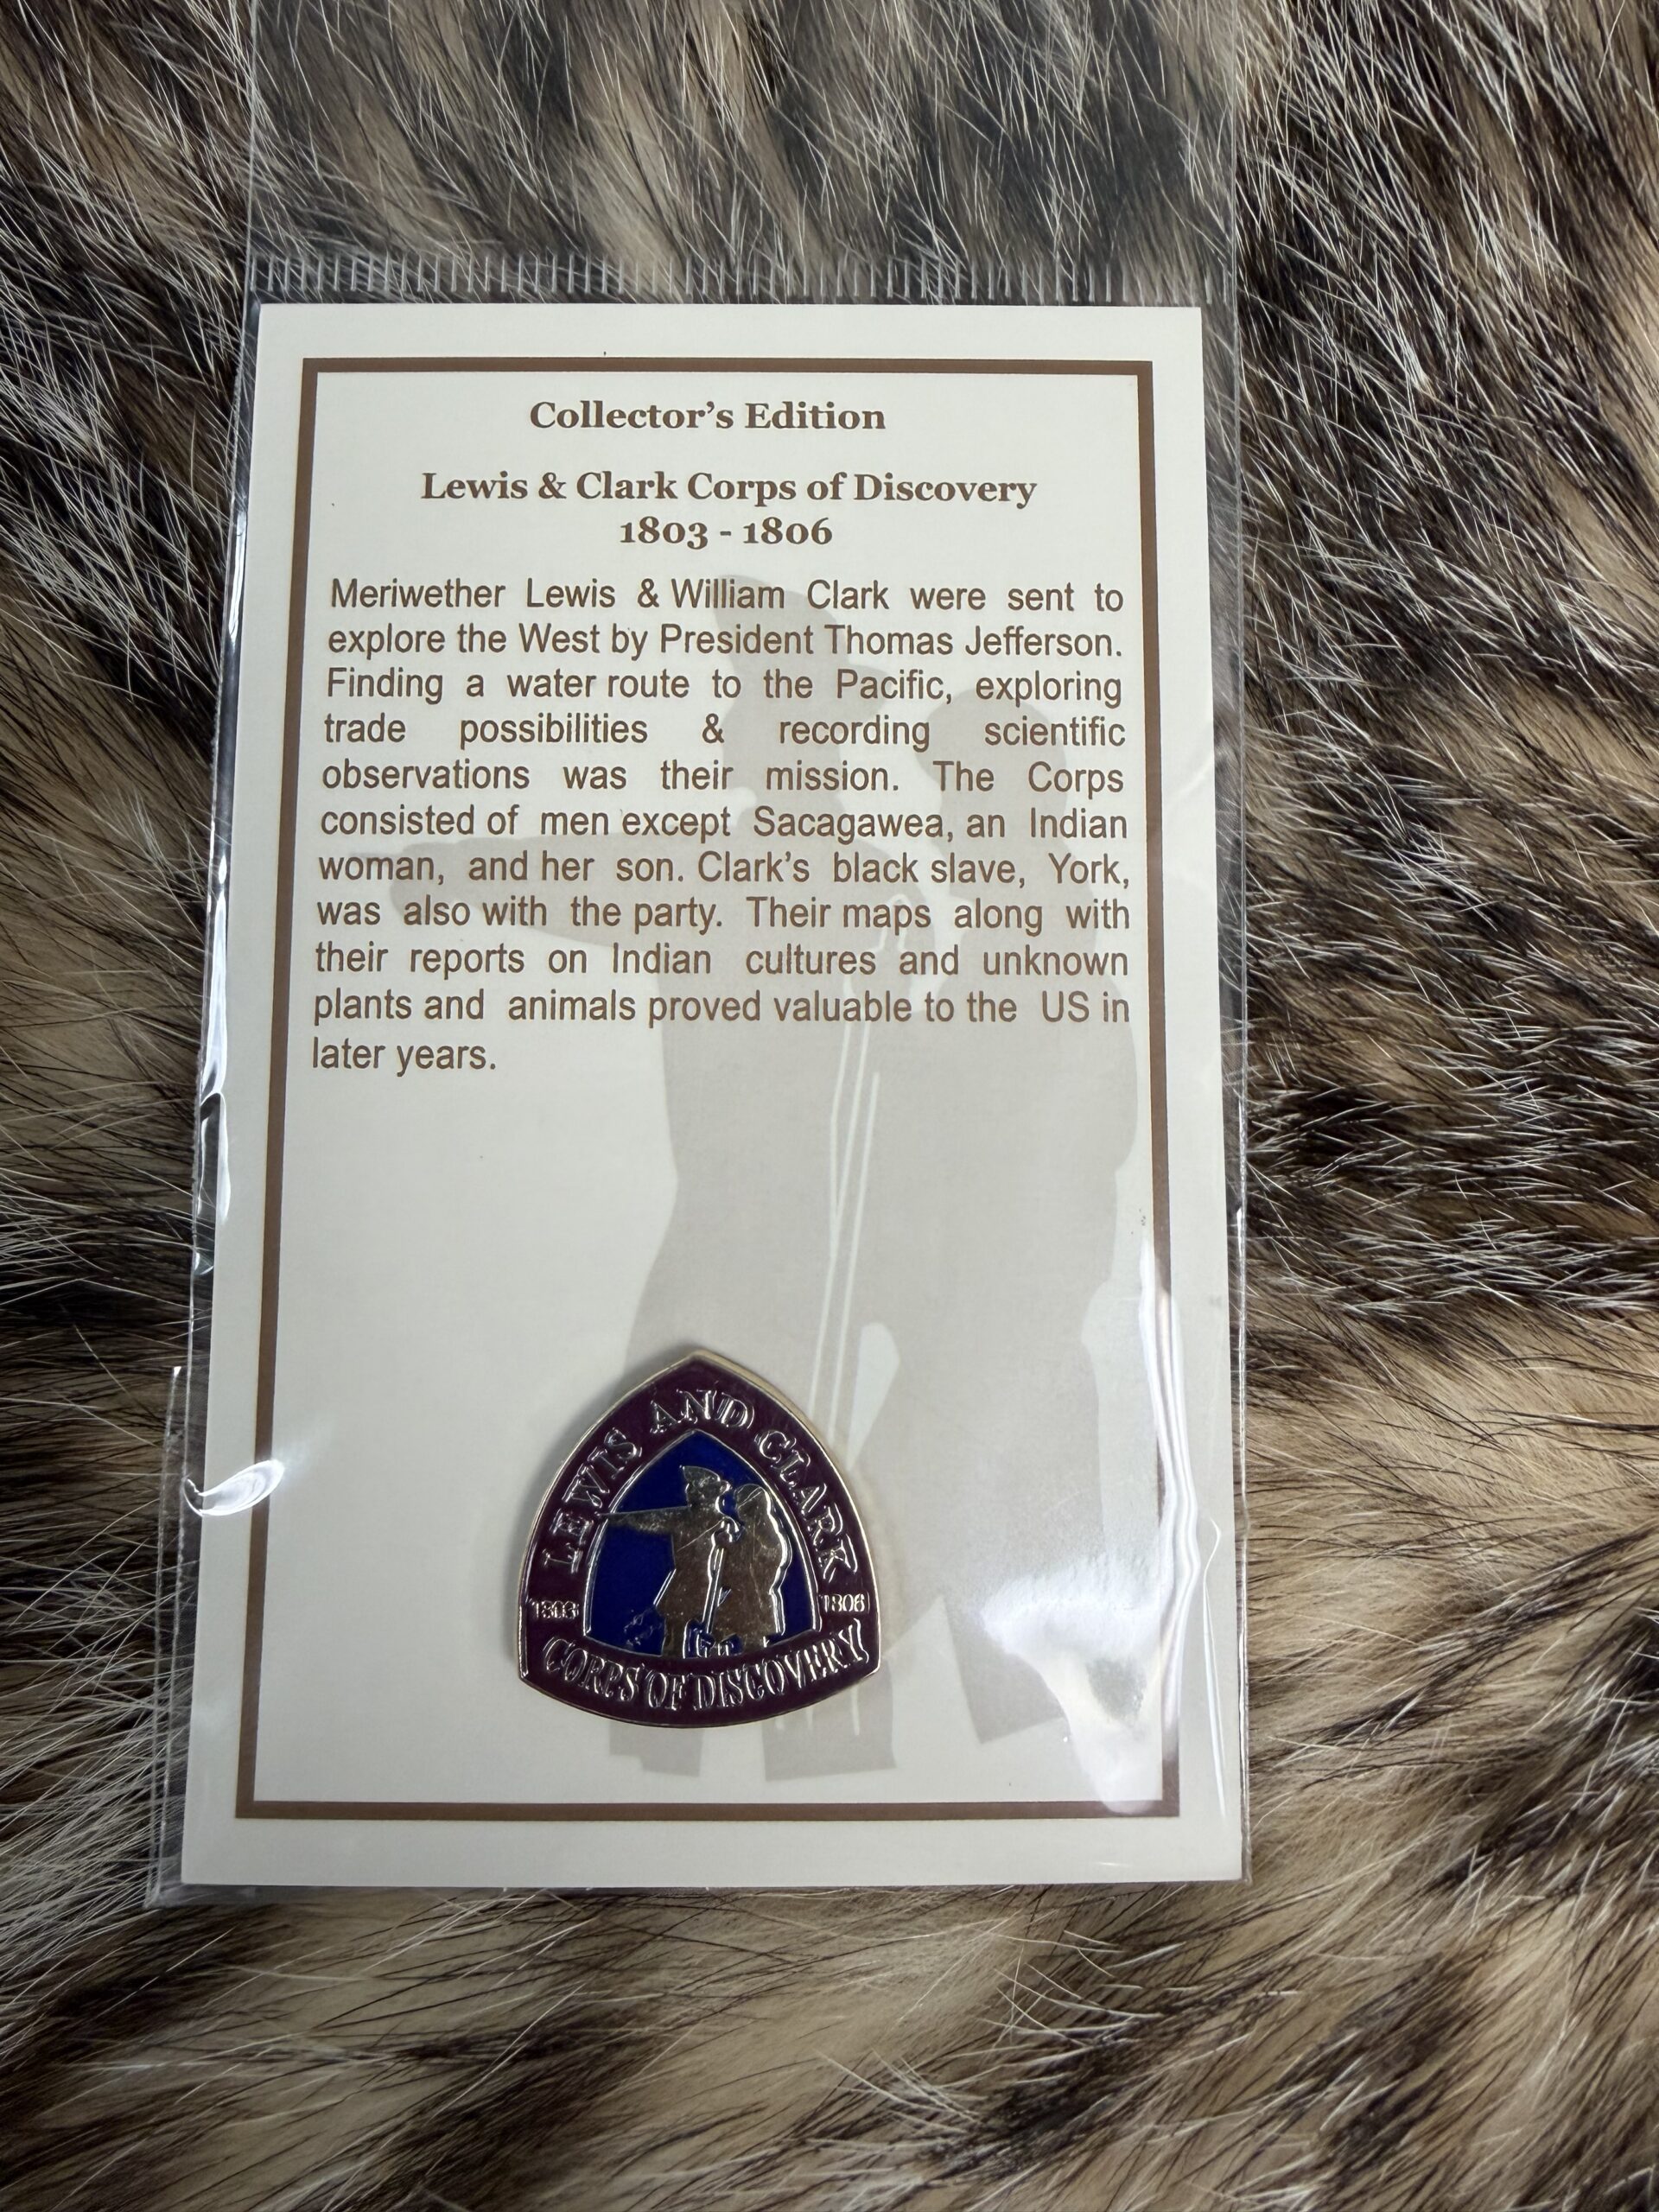 Collector's Edition
Lewis & Clark Corps of Discovery
1803 - 1806
Meriwether Lewis & William Clark were sent to
explore the West by President Thomas Jefferson.
Finding a water route to the Pacific, exploring
trade possibilities & recording scientific
observations was their mission. The Corps
consisted of men except Sacagawea, an Indian
woman, and her son. Clark's black slave, York,
was also with the party. Their maps along with
their reports on Indian cultures and unknown
plants and animals proved valuable to the US in
later years.
LEWIS AND CLARK
1803
1806
CORPS OF DISCOVERY